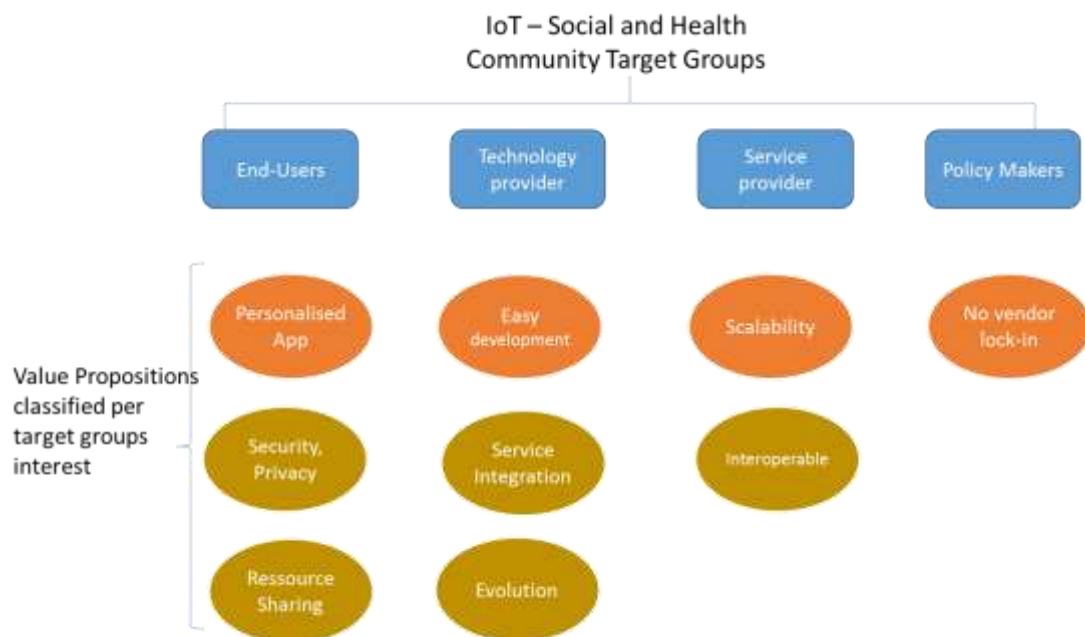 IoT – Social and Health
Community Target Groups
End-Users
Technology
provider
Service
provider
Policy Makers
Value Propositions
classified per
target groups
interest
Personalised
App
Easy
development
Scalability
No vendor
lock-in
Security,
Privacy
Service
Integration
Interoperable
Ressource
Sharing
Evolution